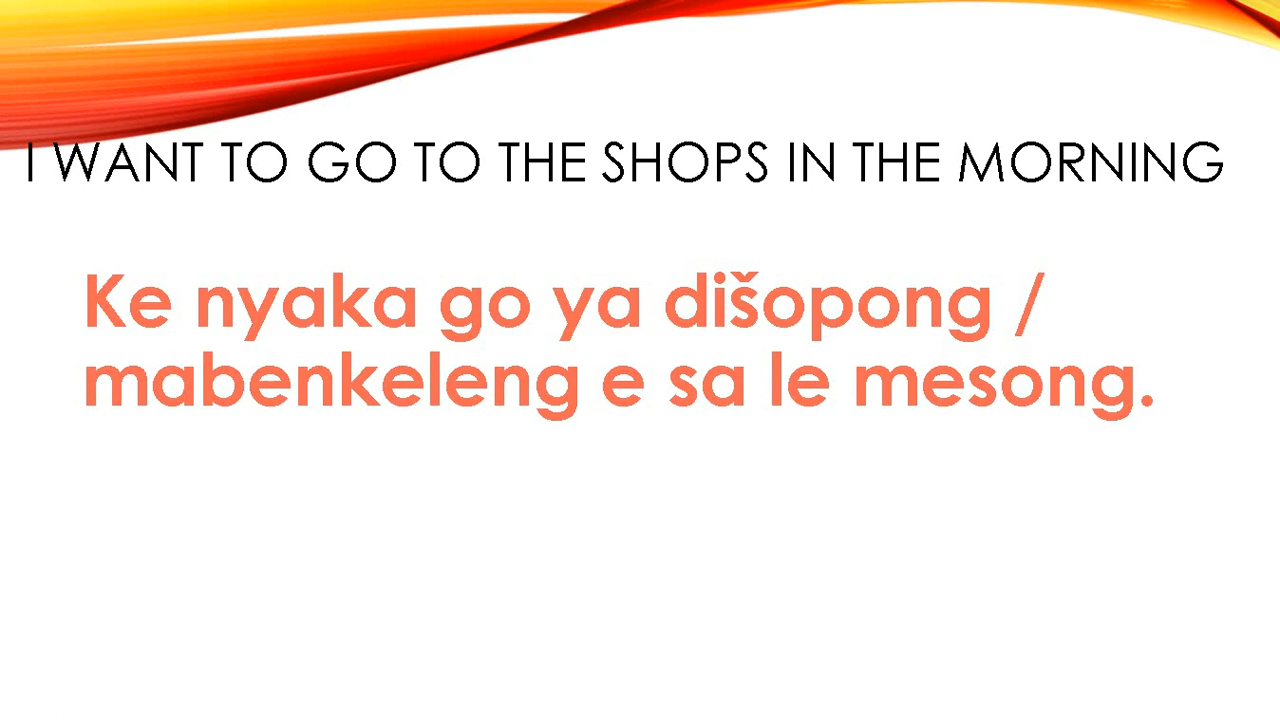 I WANT TO GO TO THE SHOPS IN THE MORNING
Ke nyaka go ya dišopong /
mabenkeleng e sa le mesong.